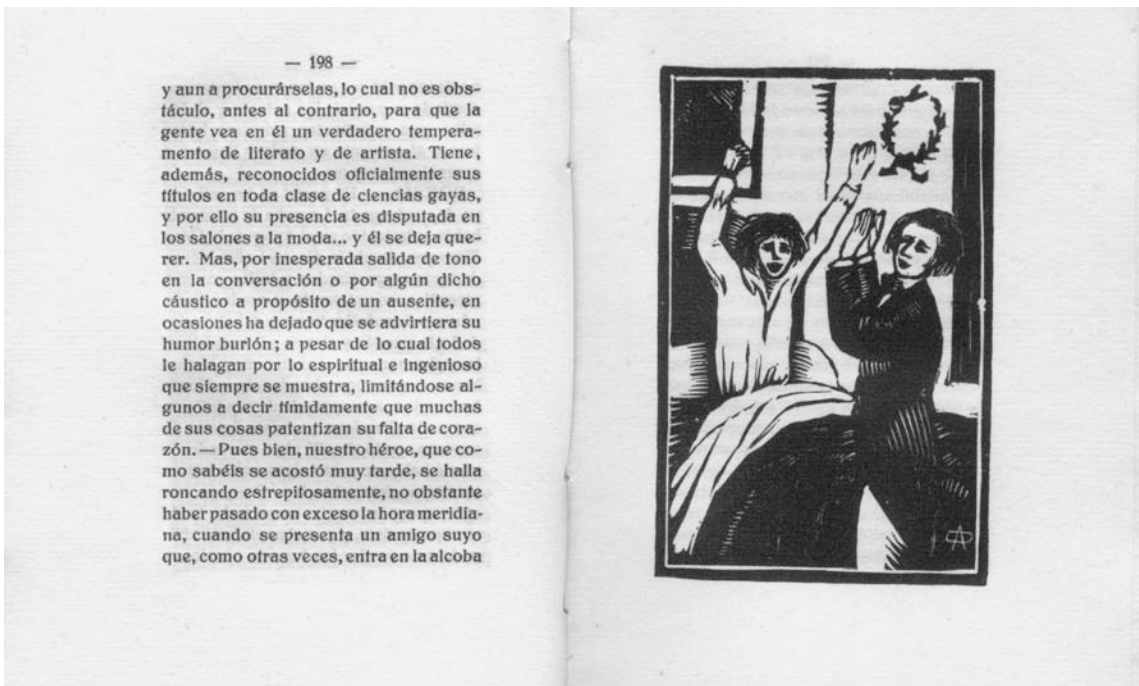 — 198 —
y aun a procurárselas, lo cual no es obs-
táculo, antes al contrario, para que la
gente vea en él un verdadero tempera-
mento de literato y de artista. Tiene,
además, reconocidos oficialmente sus
títulos en toda clase de ciencias gayas,
y por ello su presencia es disputada en
los salones a la moda... y él se deja que-
rer. Mas, por inesperada salida de tono
en la conversación o por algún dicho
cáustico a propósito de un ausente, en
ocasiones ha dejado que se advirtiera su
humor burlón; a pesar de lo cual todos
le halagan por lo espiritual e ingenioso
que siempre se muestra, limitándose al-
gunos a decir tímidamente que muchas
de sus cosas patentizan su falta de cora-
zón. — Pues bien, nuestro héroe, que co-
mo sabéis se acostó muy tarde, se halla
roncando estrepitosamente, no obstante
haber pasado con exceso la hora meridia-
na, cuando se presenta un amigo suyo
que, como otras veces, entra en la alcoba